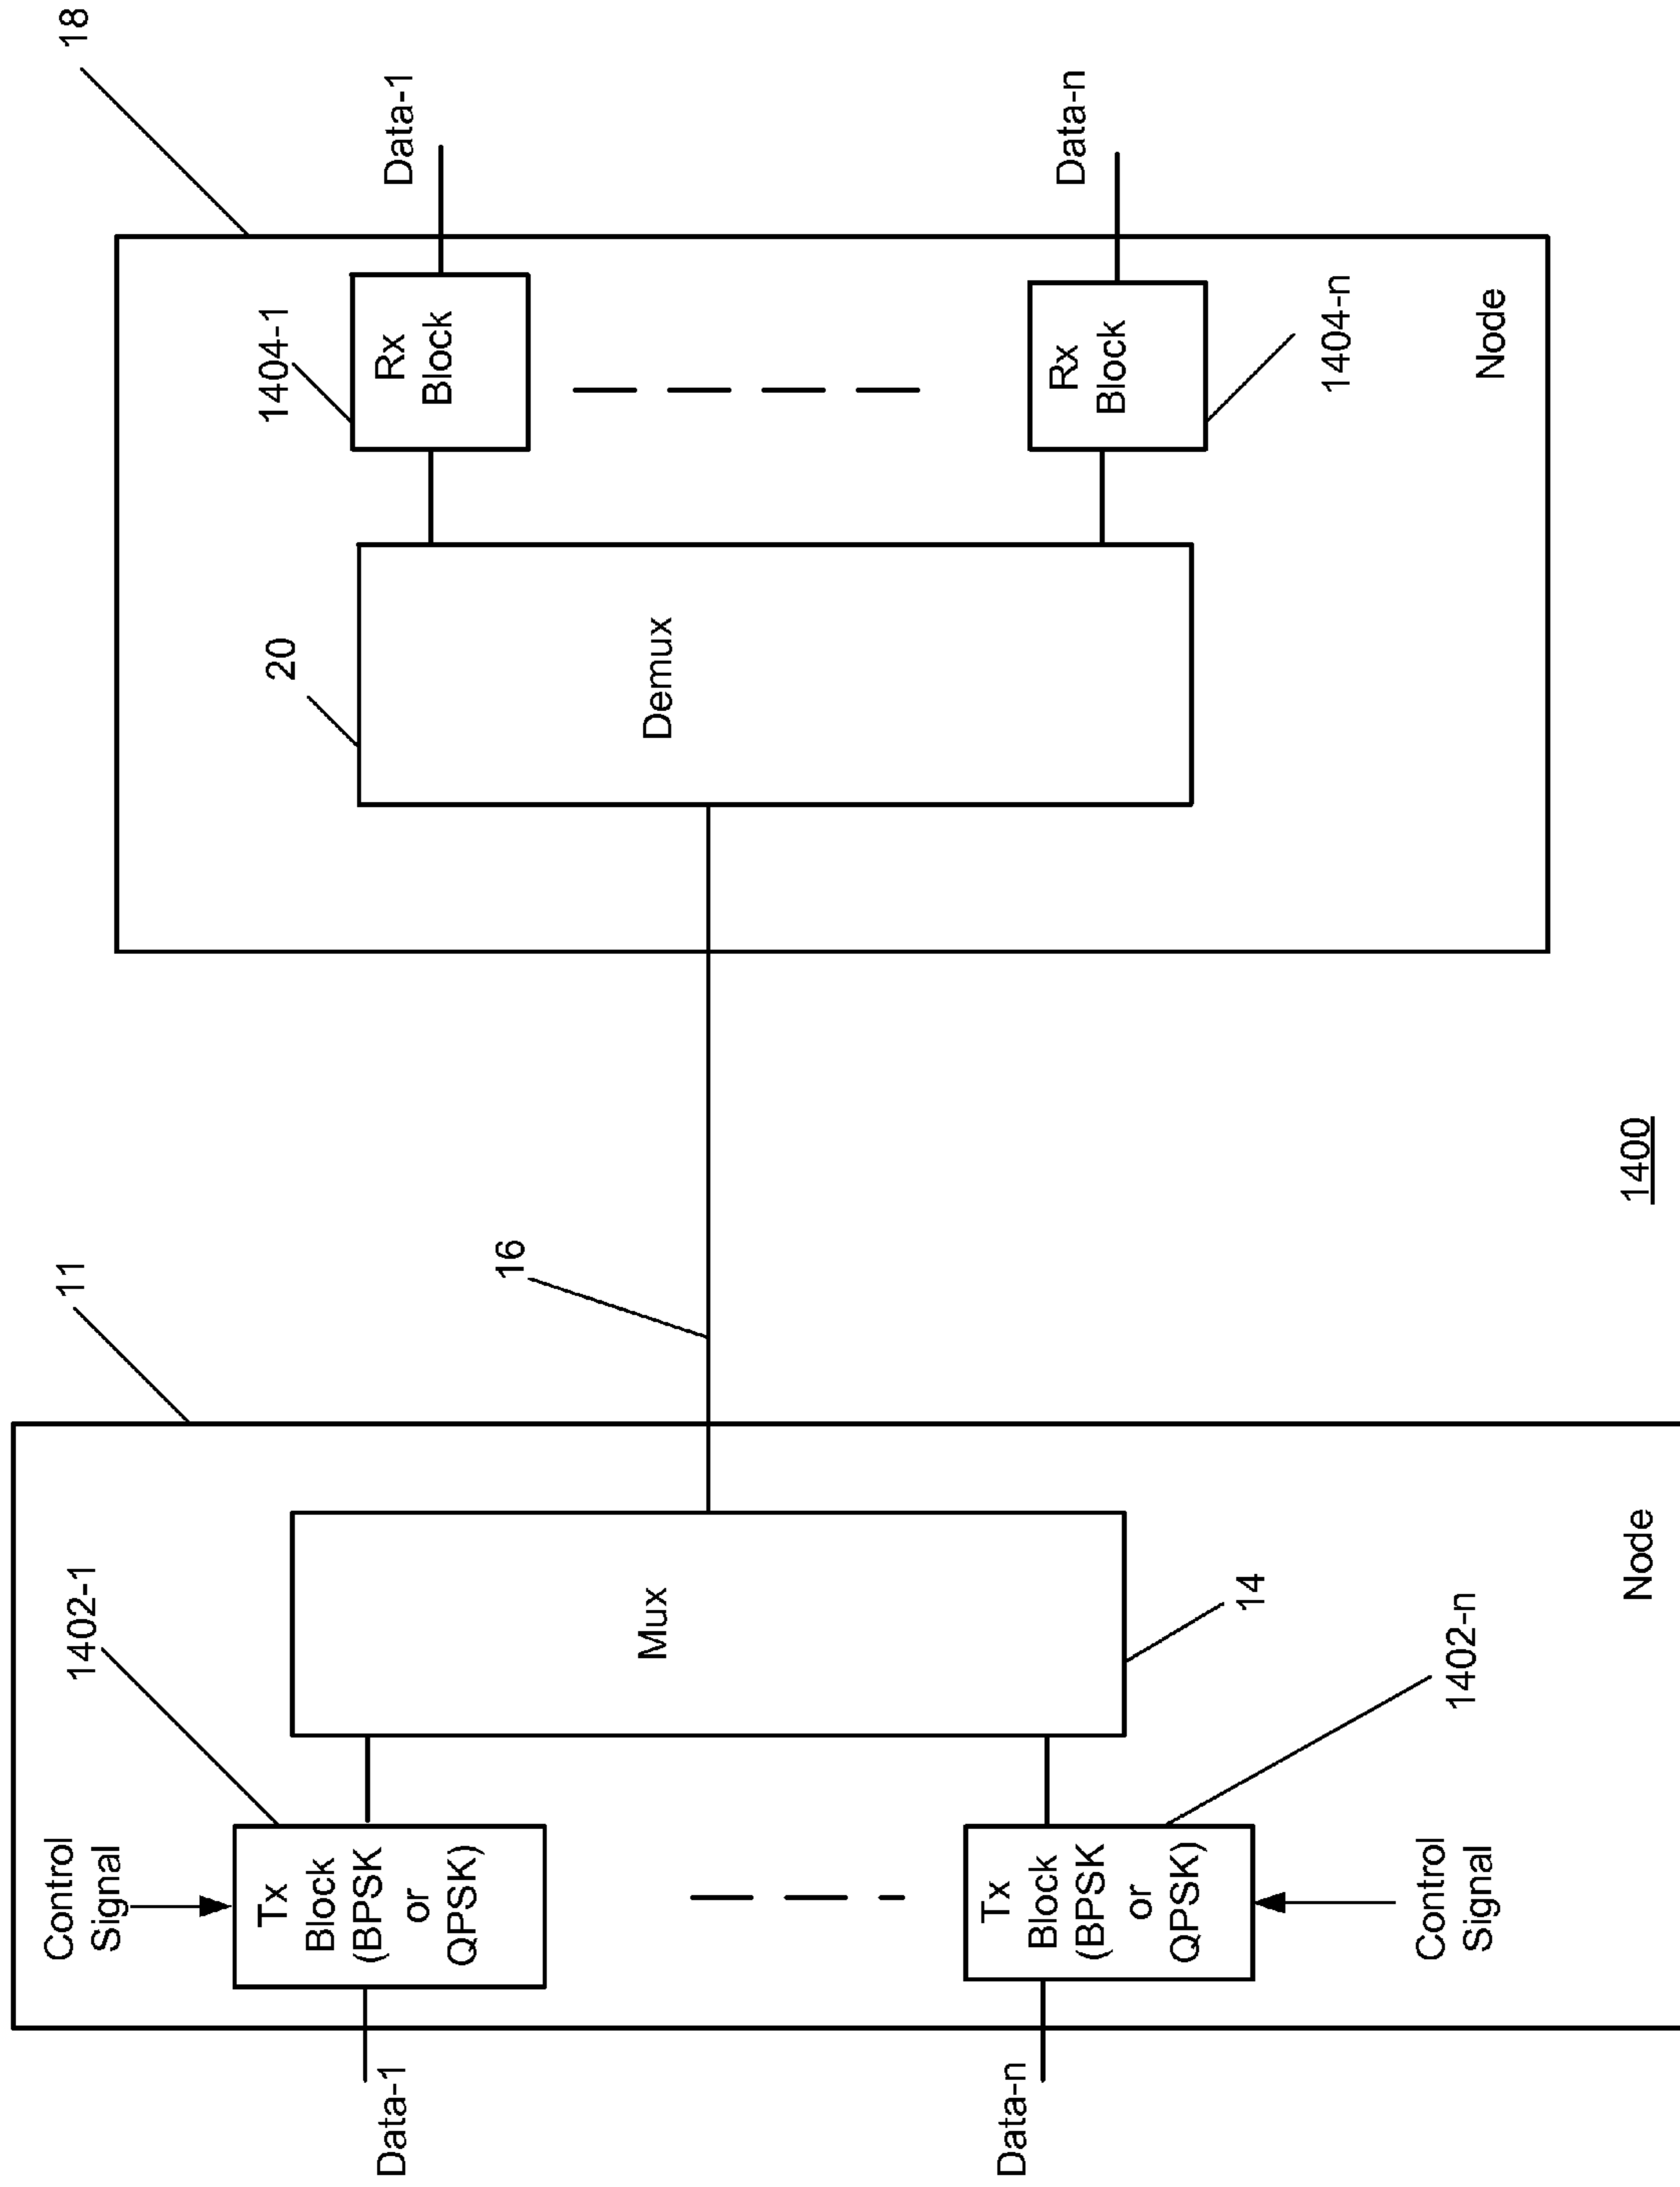 18
Data-1
Data-n
1404-1
Rx
Block
Rx
Block
1404-n
Node
20
Demux
16
1400
11
Mux
14
Node
1402-1
1402-n
Control
Signal
Tx
Block
(BPSK
or
QPSK)
Tx
Block
(BPSK
or
QPSK)
Control
Signal
Data-1
Data-n